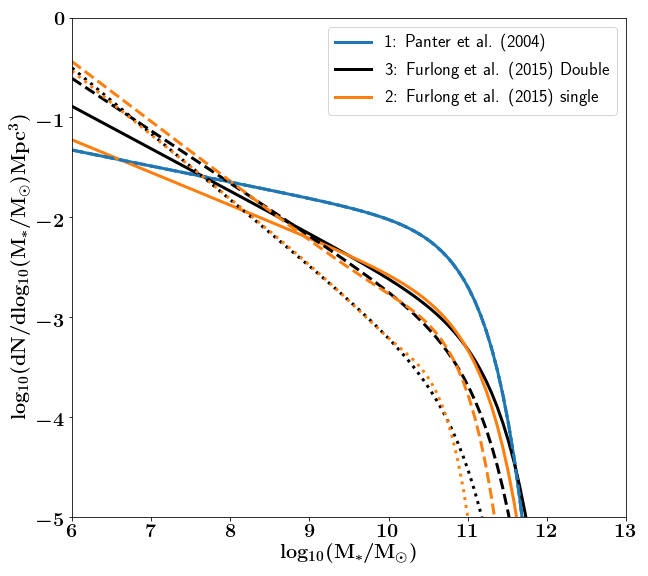 1: Panter et al. (2004)
3: Furlong et al. (2015) Double
2: Furlong et al. (2015) single
0
−1
−2
−3
−4
−5
6 7 8 9 10 11 12 13
log₁₀(M∗/M⊙)
log₁₀(dN/dlog₁₀(M∗/M⊙)Mpc³)